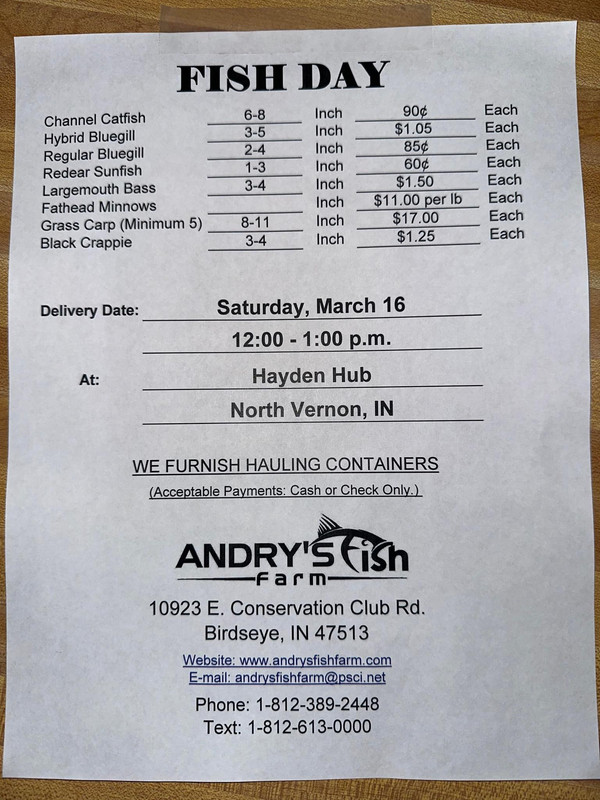 FISH DAY
Channel Catfish 6-8 Inch 90¢ Each
Hybrid Bluegill 3-5 Inch $1.05 Each
Regular Bluegill 2-4 Inch 85¢ Each
Redear Sunfish 1-3 Inch 60¢ Each
Largemouth Bass 3-4 Inch $1.50 Each
Fathead Minnows Inch $11.00 per lb Each
Grass Carp (Minimum 5) 8-11 Inch $17.00 Each
Black Crappie 3-4 Inch $1.25 Each
Delivery Date: Saturday, March 16
12:00 - 1:00 p.m.
At: Hayden Hub
North Vernon, IN
WE FURNISH HAULING CONTAINERS
(Acceptable Payments: Cash or Check Only.)
ANDRY'S Fish
Farm
10923 E. Conservation Club Rd.
Birdseye, IN 47513
Website: www.andrysfishfarm.com
E-mail: andrysfishfarm@psci.net
Phone: 1-812-389-2448
Text: 1-812-613-0000